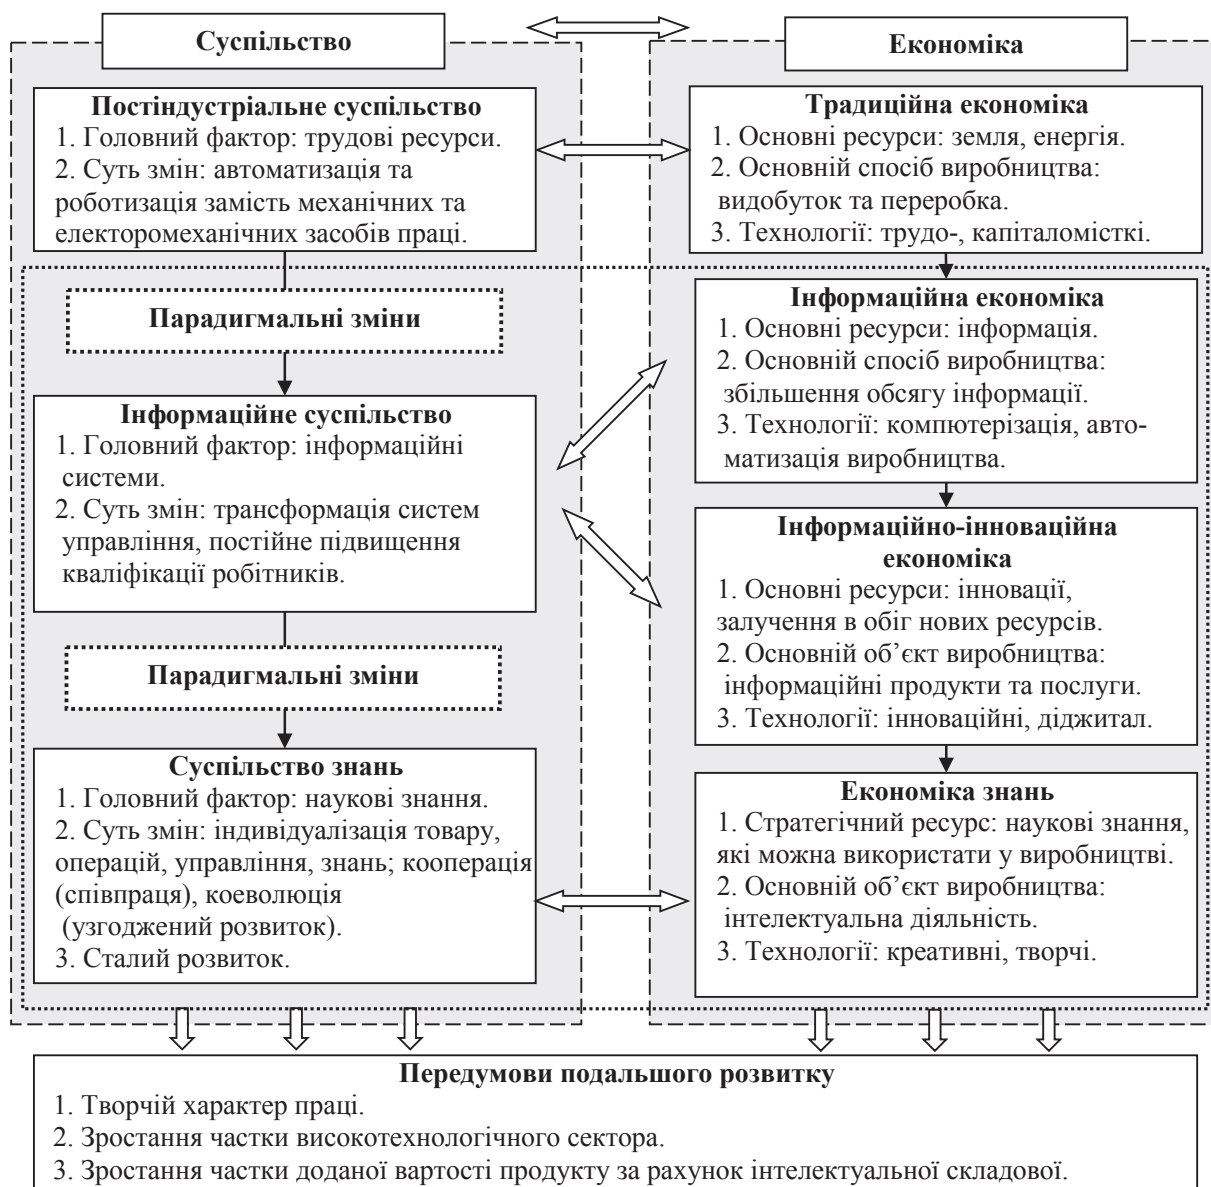 Суспільство
Економіка
Постіндустріальне суспільство
1. Головний фактор: трудові ресурси.
2. Суть змін: автоматизація та
роботизація замість механічних та
електоромеханічних засобів праці.
Парадигмальні зміни
Інформаційне суспільство
1. Головний фактор: інформаційні
системи.
2. Суть змін: трансформація систем
управління, постійне підвищення
кваліфікації робітників.
Парадигмальні зміни
Суспільство знань
1. Головний фактор: наукові знання.
2. Суть змін: індивідуалізація товару,
операцій, управління, знань; кооперація
(співпраця), коеволюція
(узгоджений розвиток).
3. Сталий розвиток.
Традиційна економіка
1. Основні ресурси: земля, енергія.
2. Основній спосіб виробництва:
видобуток та переробка.
3. Технології: трудо-, капіталомісткі.
Інформаційна економіка
1. Основні ресурси: інформація.
2. Основній спосіб виробництва:
збільшення обсягу інформації.
3. Технології: компютерізація, авто-
матизація виробництва.
Інформаційно-інноваційна
економіка
1. Основні ресурси: інновації,
залучення в обіг нових ресурсів.
2. Основній об’єкт виробництва:
інформаційні продукти та послуги.
3. Технології: інноваційні, діджитал.
Економіка знань
1. Стратегічний ресурс: наукові знання,
які можна використати у виробництві.
2. Основній об’єкт виробництва:
інтелектуальна діяльність.
3. Технології: креативні, творчі.
Передумови подальшого розвитку
1. Творчій характер праці.
2. Зростання частки високотехнологічного сектора.
3. Зростання частки доданої вартості продукту за рахунок інтелектуальної складової.